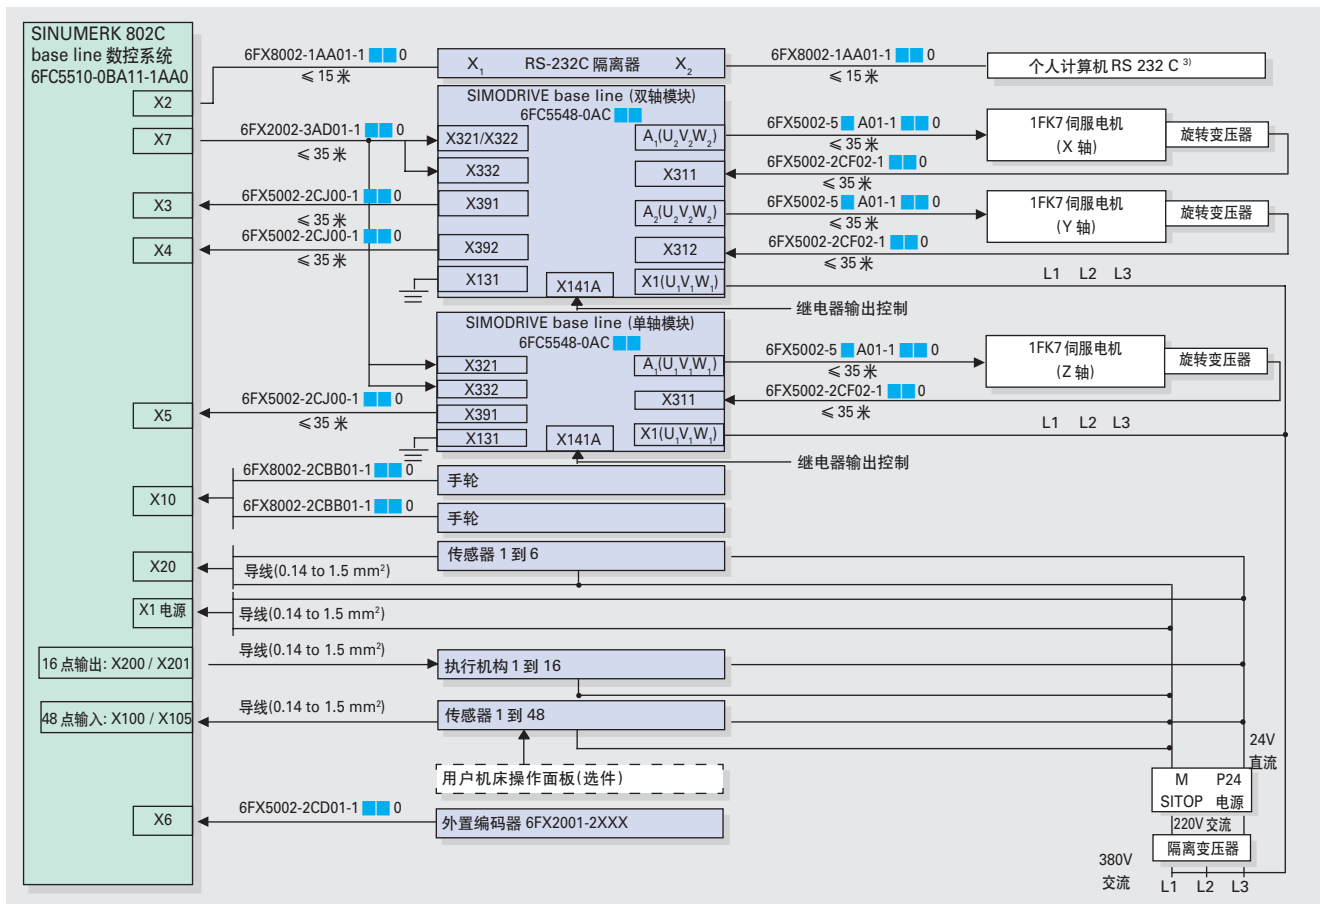 SINUMERK 802C
base line 数控系统
6FC5510-0BA11-1AA0
6FX8002-1AA01-1 0
≤ 15 米
X1 RS-232C 隔离器 X2
6FX8002-1AA01-1 0
≤ 15 米
个人计算机 RS 232 C 3)
X2
SIMODRIVE base line (双轴模块)
6FC5548-0AC
X7
6FX2002-3AD01-1 0
≤ 35 米
X321/X322
A1(U2V2W2)
6FX5002-5 A01-1 0
≤ 35 米
1FK7 伺服电机
(X 轴)
旋转变压器
X332
X311
6FX5002-2CF02-1 0
≤ 35 米
X3
6FX5002-2CJ00-1 0
≤ 35 米
X391
A2(U2V2W2)
6FX5002-5 A01-1 0
≤ 35 米
1FK7 伺服电机
(Y 轴)
旋转变压器
X4
6FX5002-2CJ00-1 0
≤ 35 米
X392
X312
6FX5002-2CF02-1 0
≤ 35 米
X131
X141A
X1(U1V1W1)
L1 L2 L3
继电器输出控制
SIMODRIVE base line (单轴模块)
6FC5548-0AC
X321
A1(U1V1W1)
6FX5002-5 A01-1 0
≤ 35 米
1FK7 伺服电机
(Z 轴)
旋转变压器
X332
X311
6FX5002-2CF02-1 0
≤ 35 米
X5
6FX5002-2CJ00-1 0
≤ 35 米
X391
X131
X141A
X1(U1V1W1)
L1 L2 L3
继电器输出控制
X10
6FX8002-2CBB01-1 0
手轮
6FX8002-2CBB01-1 0
手轮
X20
导线(0.14 to 1.5 mm²)
传感器 1 到 6
X1 电源
导线(0.14 to 1.5 mm²)
16 点输出: X200 / X201
导线(0.14 to 1.5 mm²)
执行机构 1 到 16
48 点输入: X100 / X105
导线(0.14 to 1.5 mm²)
传感器 1 到 48
用户机床操作面板(选件)
24V
直流
M P24
SITOP 电源
X6
6FX5002-2CD01-1 0
外置编码器 6FX2001-2XXX
220V 交流
隔离变压器
380V
交流
L1 L2 L3